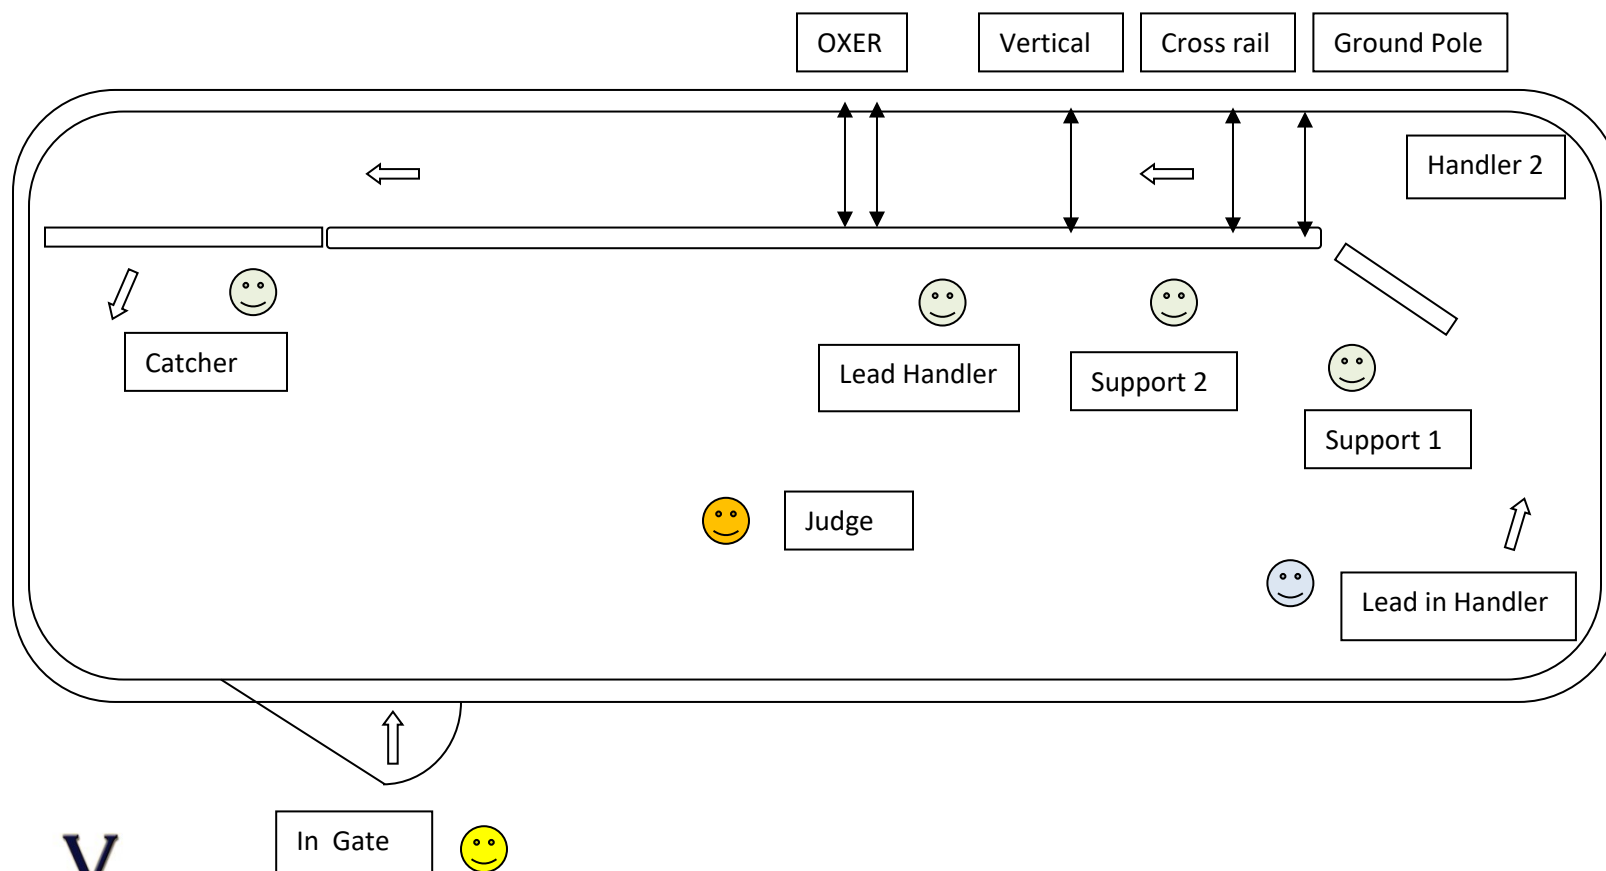 OXER
Vertical
Cross rail
Ground Pole
Handler 2
Catcher
Lead Handler
Support 2
Support 1
Judge
Lead in Handler
In  Gate
V